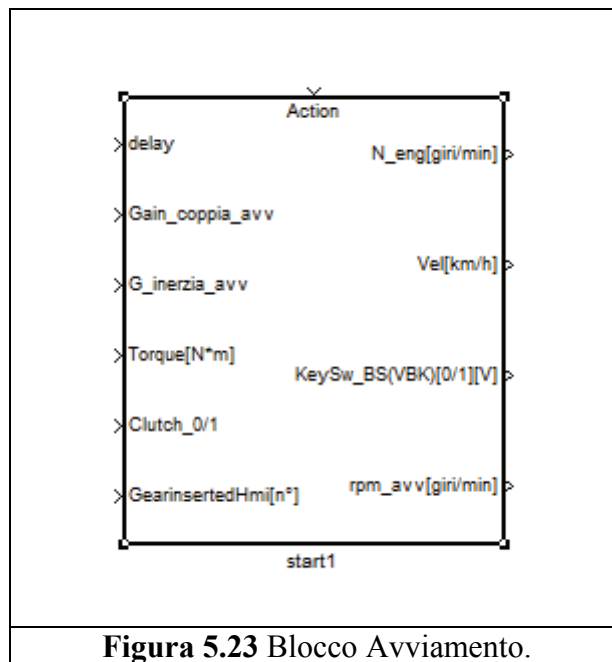 Action
delay
N_eng[giri/min]
Gain_coppia_avv
Vel[km/h]
G_inerzia_avv
Torque[N*m]
KeySw_BS(VBK)[0/1][V]
Clutch_0/1
GearinsertedHmi[n°]
rpm_avv[giri/min]
start1
Figura 5.23 Blocco Avviamento.